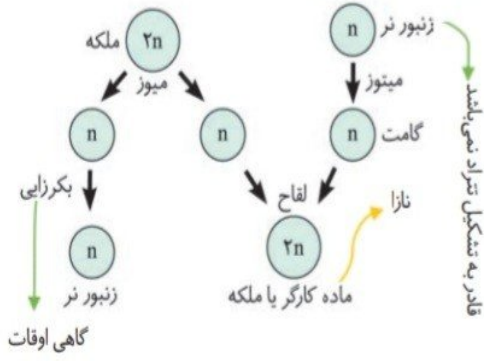 ملکه
۲n
میوز
n
n
بکرزایی
n
زنبور نر
گاهی اوقات
زنبور نر
n
میتوز
گامت
n
لقاح
۲n
ماده کارگر یا ملکه
نازا
قادر به تشکیل تتراد نمی‌باشد